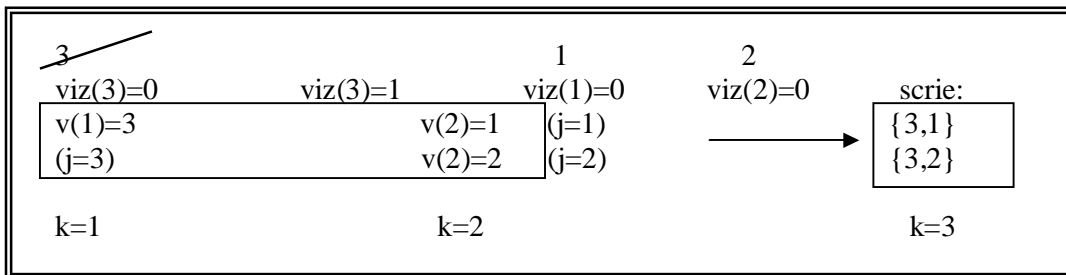 3 1 2
viz(3)=0 viz(3)=1 viz(1)=0 viz(2)=0 scrie:
v(1)=3 v(2)=1 (j=1) {3,1}
(j=3) v(2)=2 (j=2) {3,2}
k=1 k=2 k=3